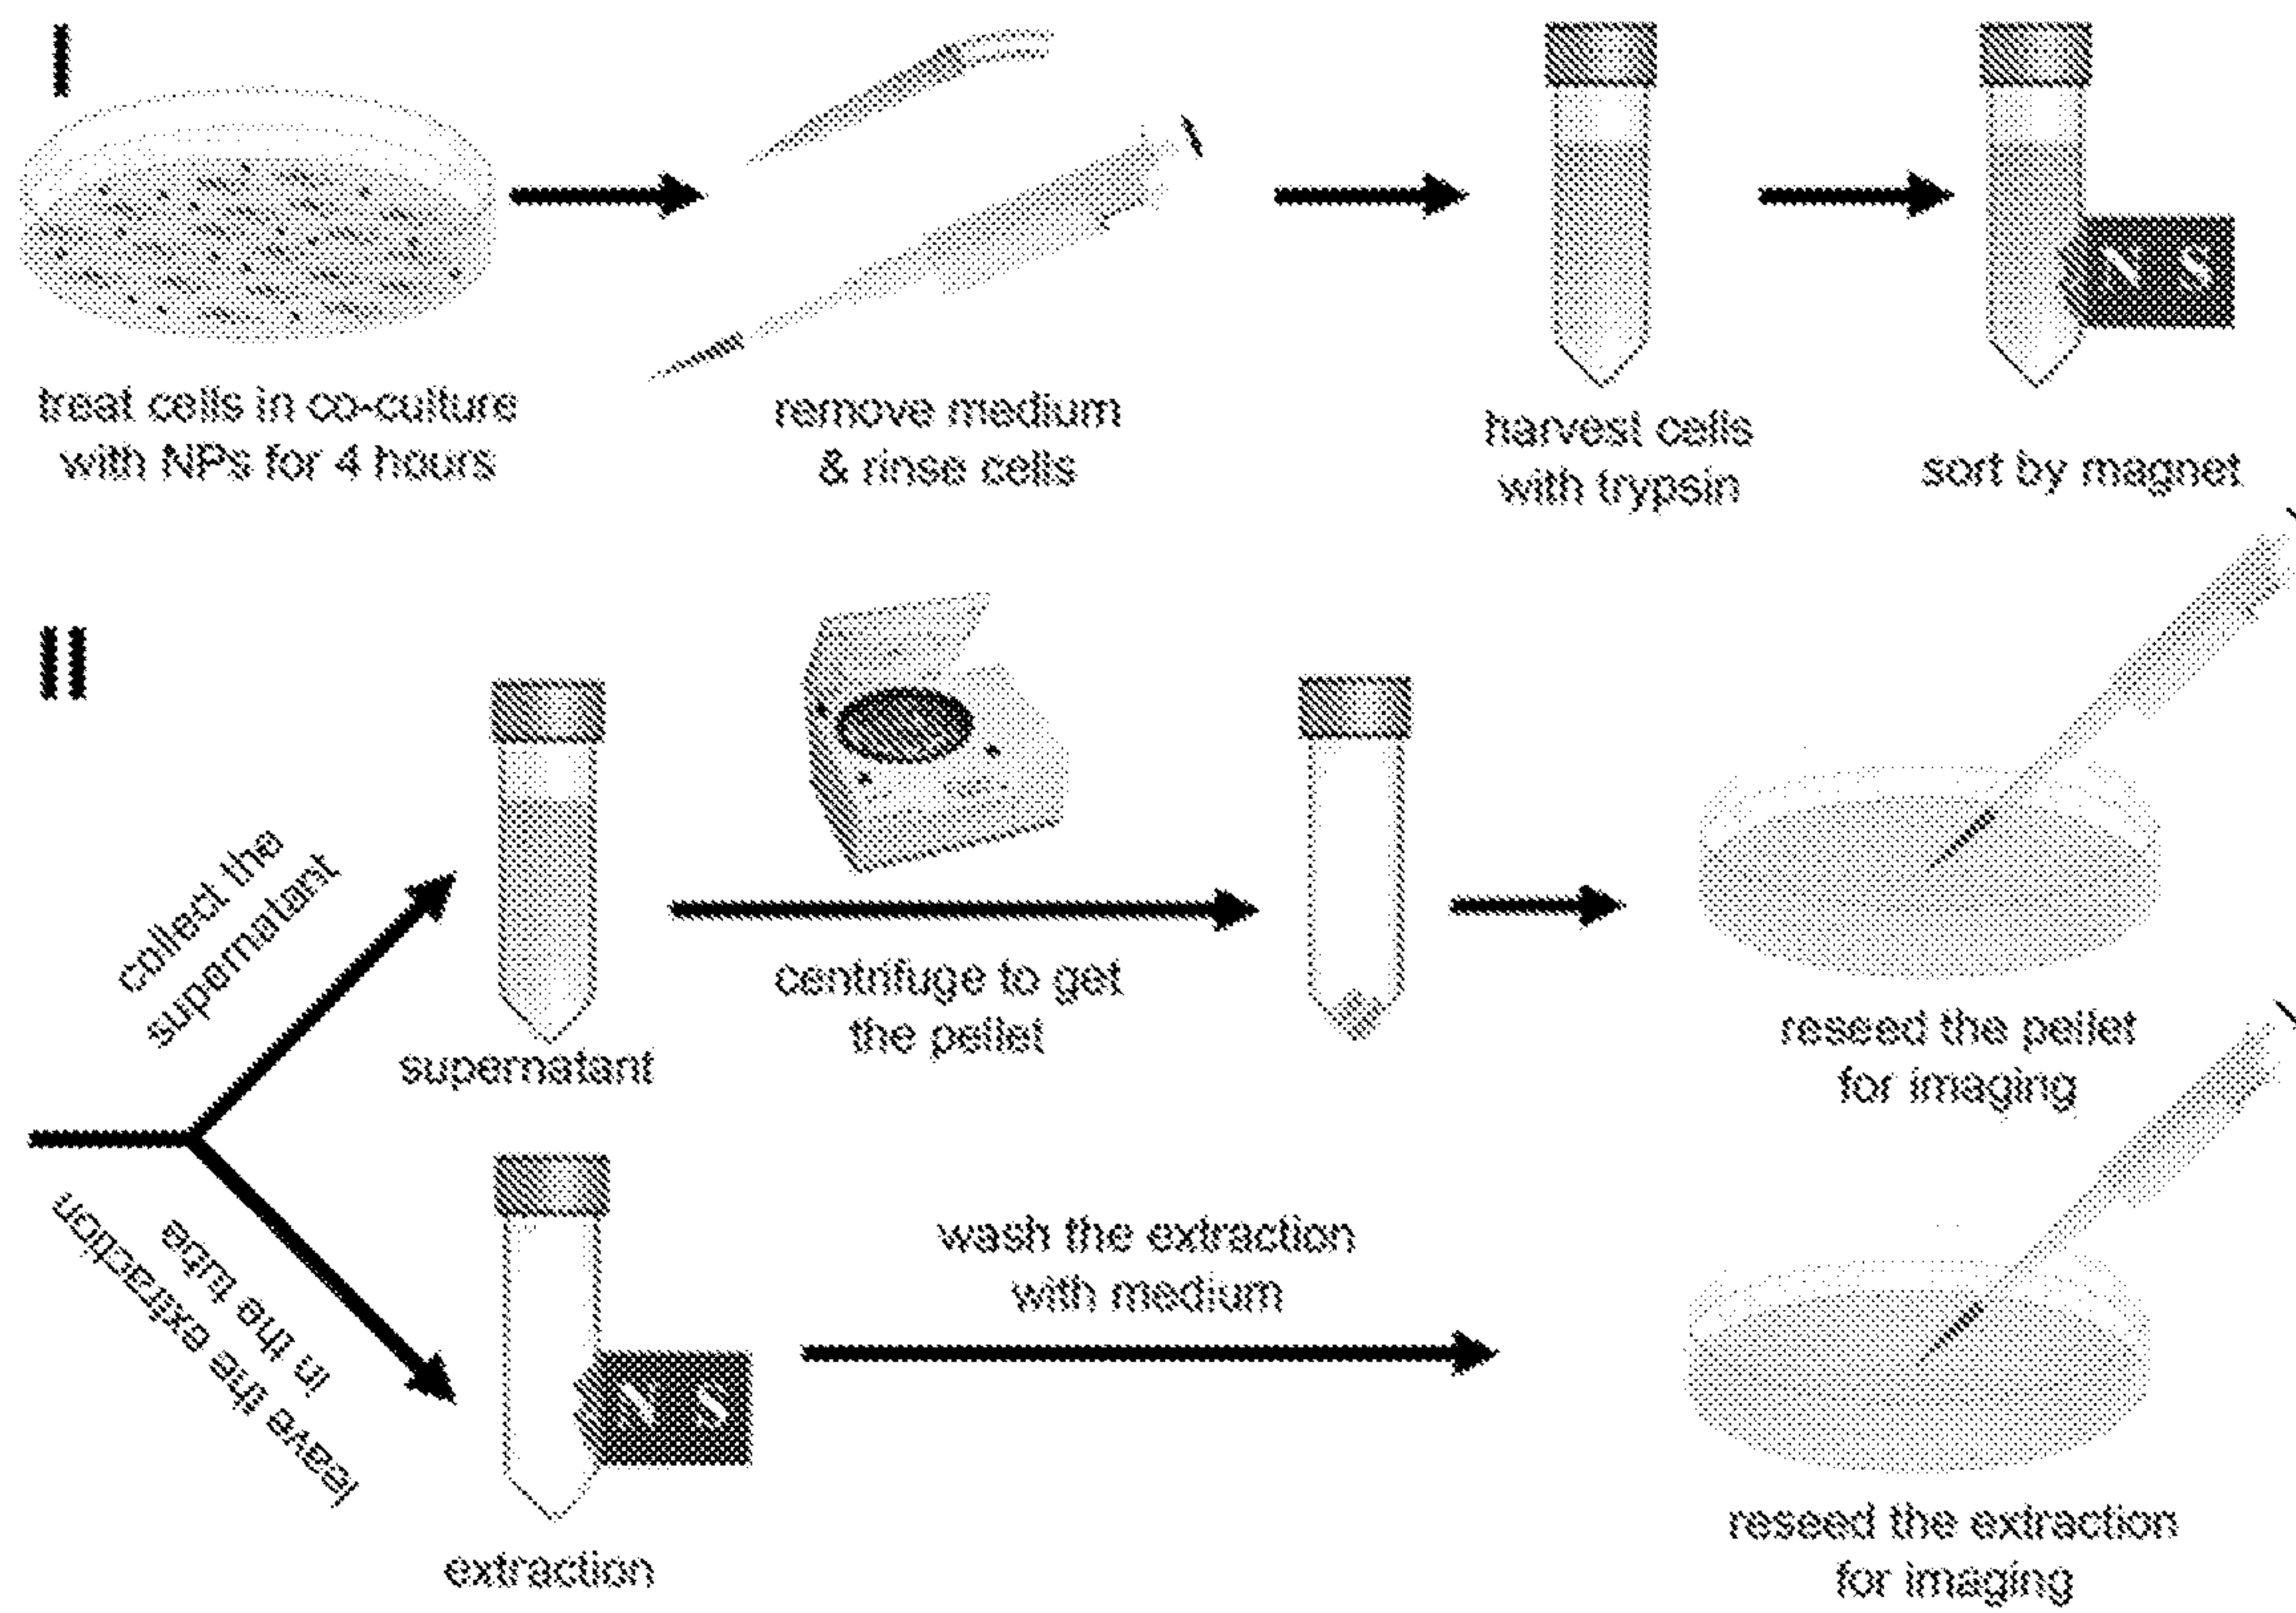 I
treat cells in co-culture
with NPs for 4 hours
remove medium
& rinse cells
harvest cells
with trypsin
N S
sort by magnet
II
collect the
supernatant
supernatant
centrifuge to get
the pellet
reseed the pellet
for imaging
leave the extraction
in the tube
N S
extraction
wash the extraction
with medium
reseed the extraction
for imaging